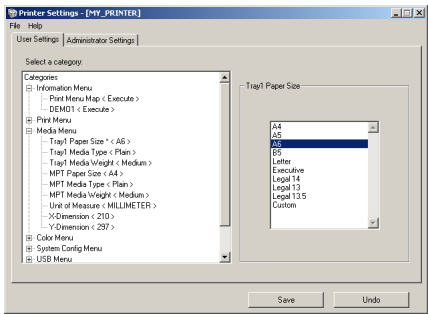 Printer Settings - [MY_PRINTER]
File Help
User Settings Administrator Settings
Select a category:
Categories
Information Menu
Print Menu Map < Execute >
DEMO1 < Execute >
Print Menu
Media Menu
Tray1 Paper Size * < A6 >
Tray1 Media Type < Plain >
Tray1 Media Weight < Medium >
MPT Paper Size < A4 >
MPT Media Type < Plain >
MPT Media Weight < Medium >
Unit of Measure < MILLIMETER >
X-Dimension < 210 >
Y-Dimension < 297 >
Color Menu
System Config Menu
USB Menu
Tray1 Paper Size
A4
A5
A6
B5
Letter
Executive
Legal 14
Legal 13
Legal 13.5
Custom
Save Undo